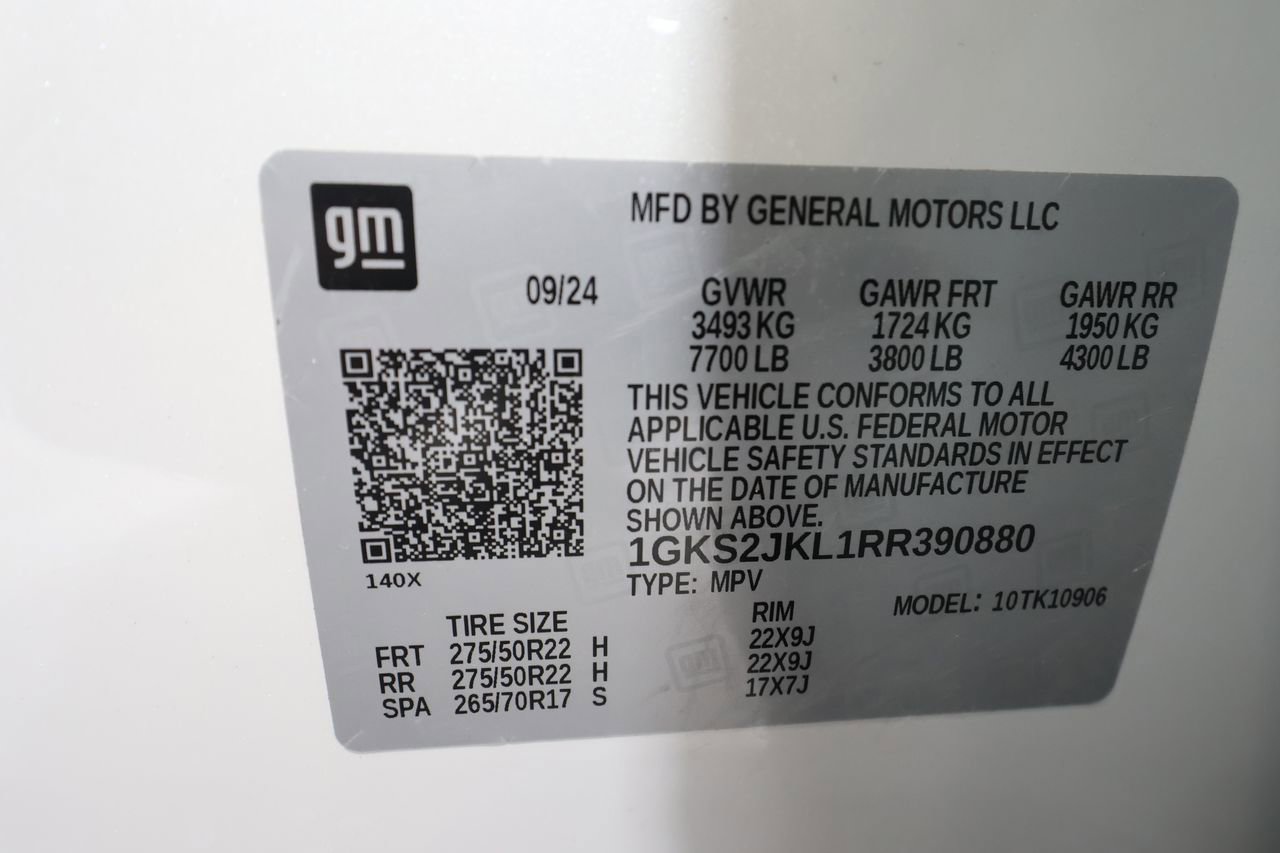 gm
MFD BY GENERAL MOTORS LLC
09/24
GVWR GAWR FRT GAWR RR
3493 KG 1724 KG 1950 KG
7700 LB 3800 LB 4300 LB
THIS VEHICLE CONFORMS TO ALL
APPLICABLE U.S. FEDERAL MOTOR
VEHICLE SAFETY STANDARDS IN EFFECT
ON THE DATE OF MANUFACTURE
SHOWN ABOVE.
1GKS2JKL1RR390880
140X
TYPE: MPV
MODEL: 10TK10906
TIRE SIZE RIM
FRT 275/50R22 H 22X9J
RR 275/50R22 H 22X9J
SPA 265/70R17 S 17X7J